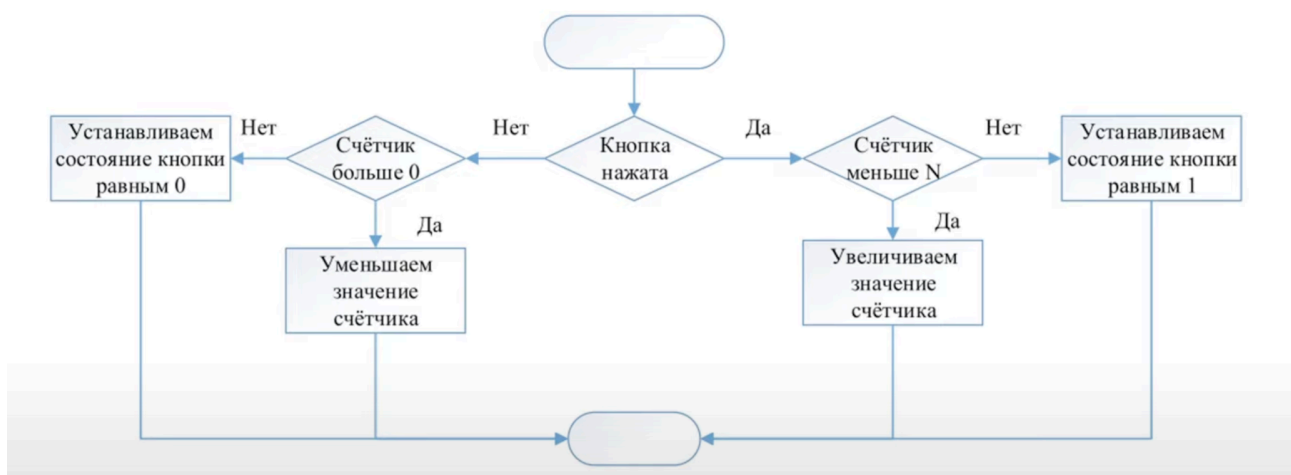 Устанавливаем
состояние кнопки
равным 0
Нет
Счётчик
больше 0
Нет
Кнопка
нажата
Да
Счётчик
меньше N
Нет
Устанавливаем
состояние кнопки
равным 1
Да
Уменьшаем
значение
счётчика
Да
Увеличиваем
значение
счётчика